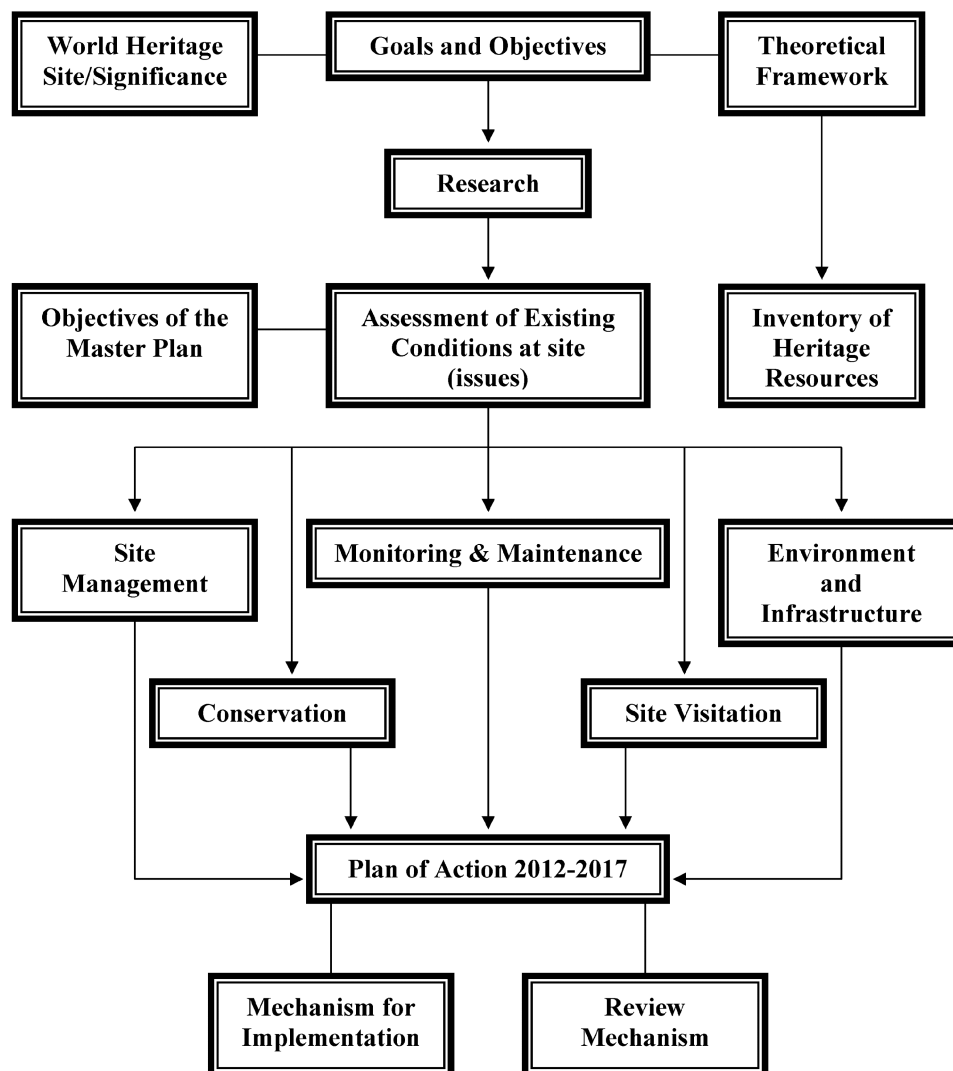 World Heritage
Site/Significance
Goals and Objectives
Theoretical
Framework
Research
Objectives of the
Master Plan
Assessment of Existing
Conditions at site
(issues)
Inventory of
Heritage
Resources
Site
Management
Monitoring & Maintenance
Environment
and
Infrastructure
Conservation
Site Visitation
Plan of Action 2012-2017
Mechanism for
Implementation
Review
Mechanism